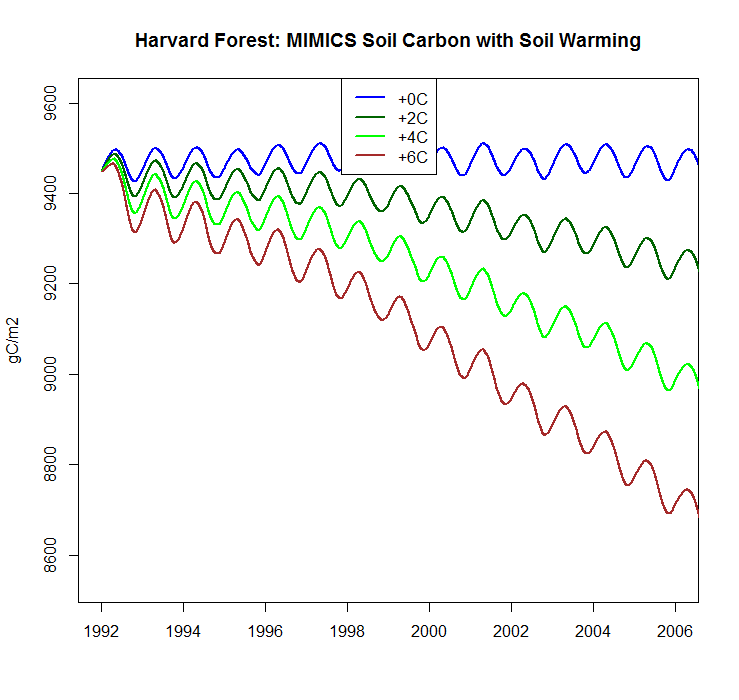 Harvard Forest: MIMICS Soil Carbon with Soil Warming
+0C
+2C
+4C
+6C
gC/m2
9600
9400
9200
9000
8800
8600
1992 1994 1996 1998 2000 2002 2004 2006